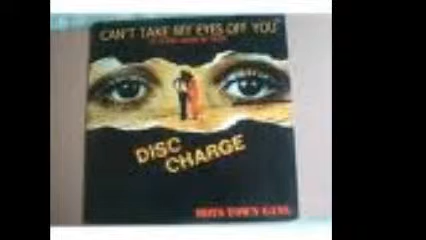 CAN'T TAKE MY EYES OFF YOU
DISC
CHARGE
BOYS TOWN GANG